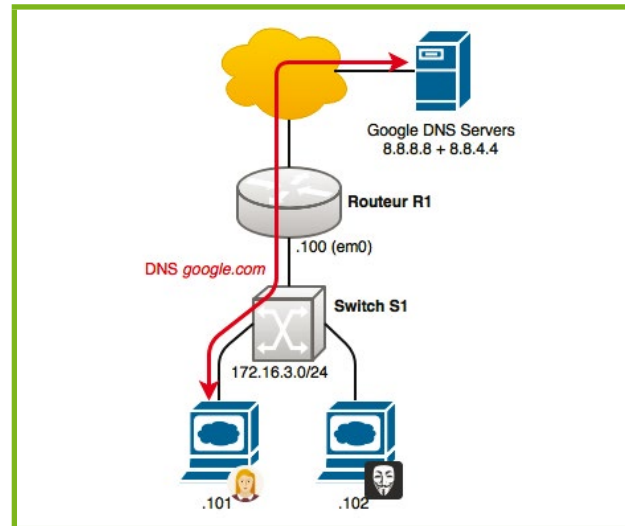 Google DNS Servers
8.8.8.8 + 8.8.4.4
Routeur R1
.100 (em0)
DNS google.com
Switch S1
172.16.3.0/24
.101
.102